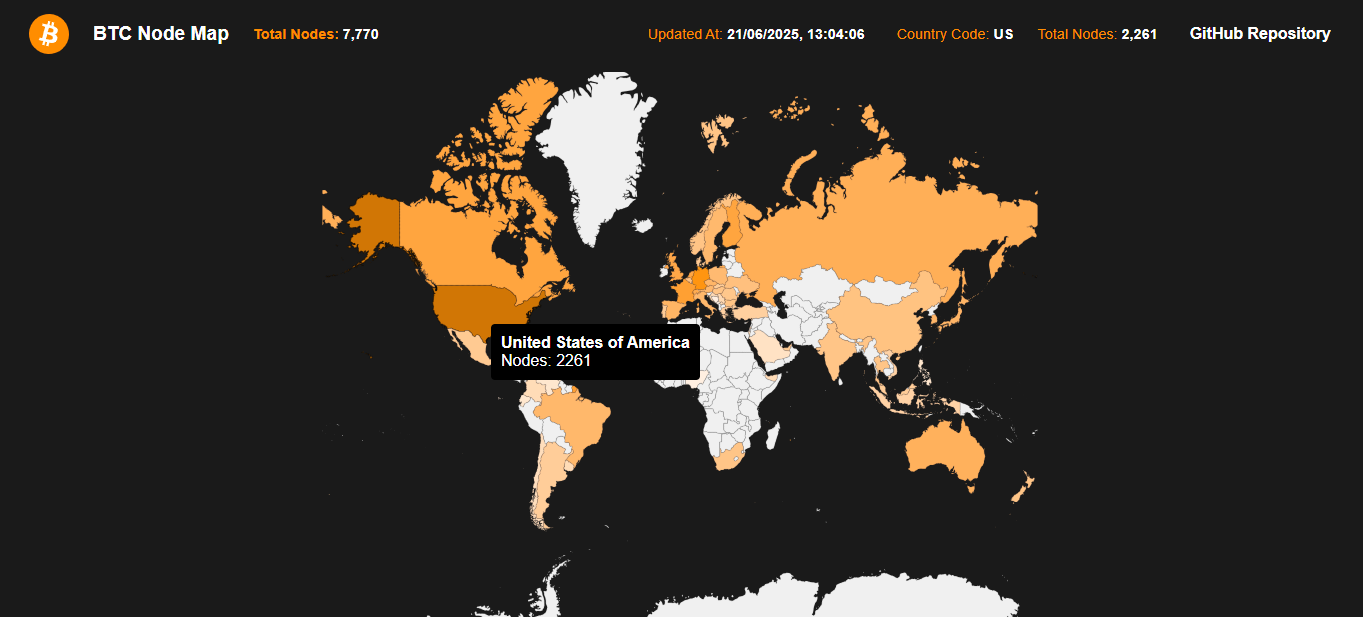 BTC Node Map
Total Nodes: 7,770
Updated At: 21/06/2025, 13:04:06
Country Code: US
Total Nodes: 2,261
GitHub Repository
United States of America
Nodes: 2261